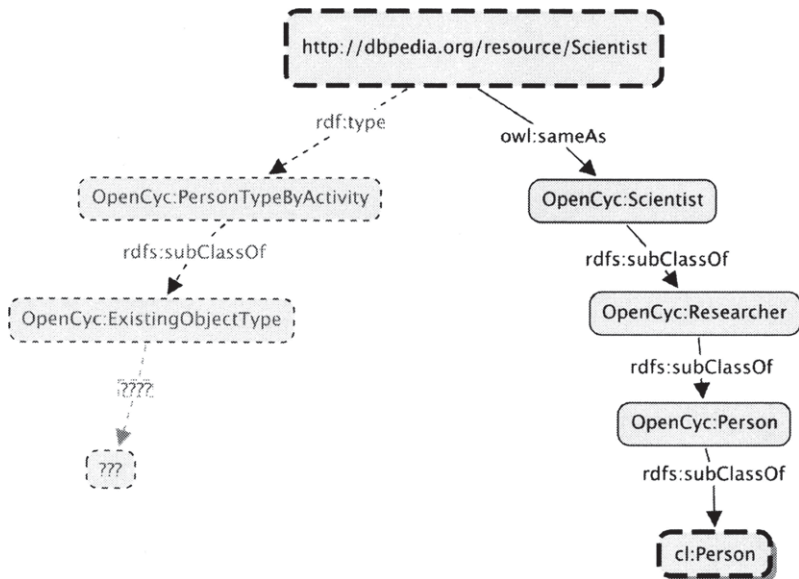 http://dbpedia.org/resource/Scientist
rdf:type
owl:sameAs
OpenCyc:PersonTypeByActivity
OpenCyc:Scientist
rdfs:subClassOf
rdfs:subClassOf
OpenCyc:ExistingObjectType
OpenCyc:Researcher
????
rdfs:subClassOf
OpenCyc:Person
???
rdfs:subClassOf
cl:Person